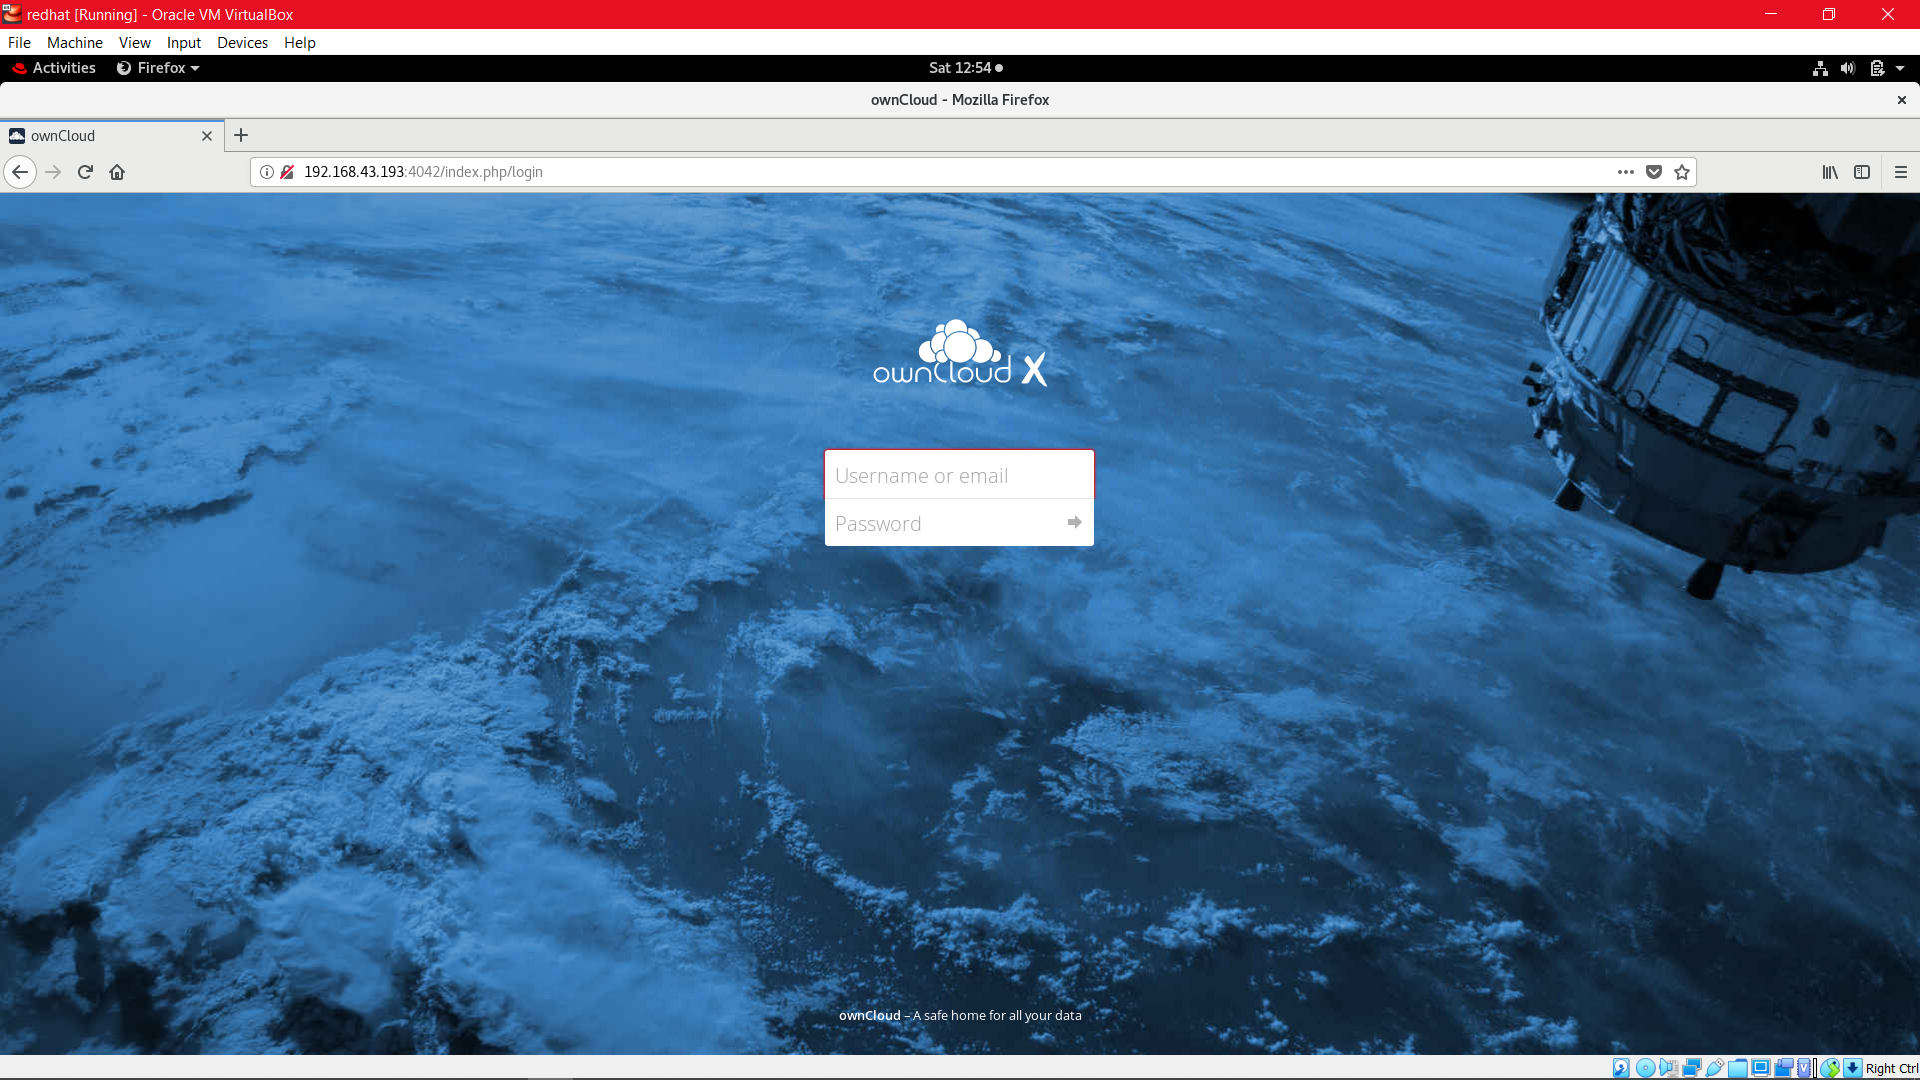 redhat [Running] - Oracle VM VirtualBox
File Machine View Input Devices Help
Activities Firefox Sat 12:54
ownCloud - Mozilla Firefox
ownCloud
192.168.43.193:4042/index.php/login
ownCloud X
Username or email
Password
ownCloud – A safe home for all your data
Right Ctrl